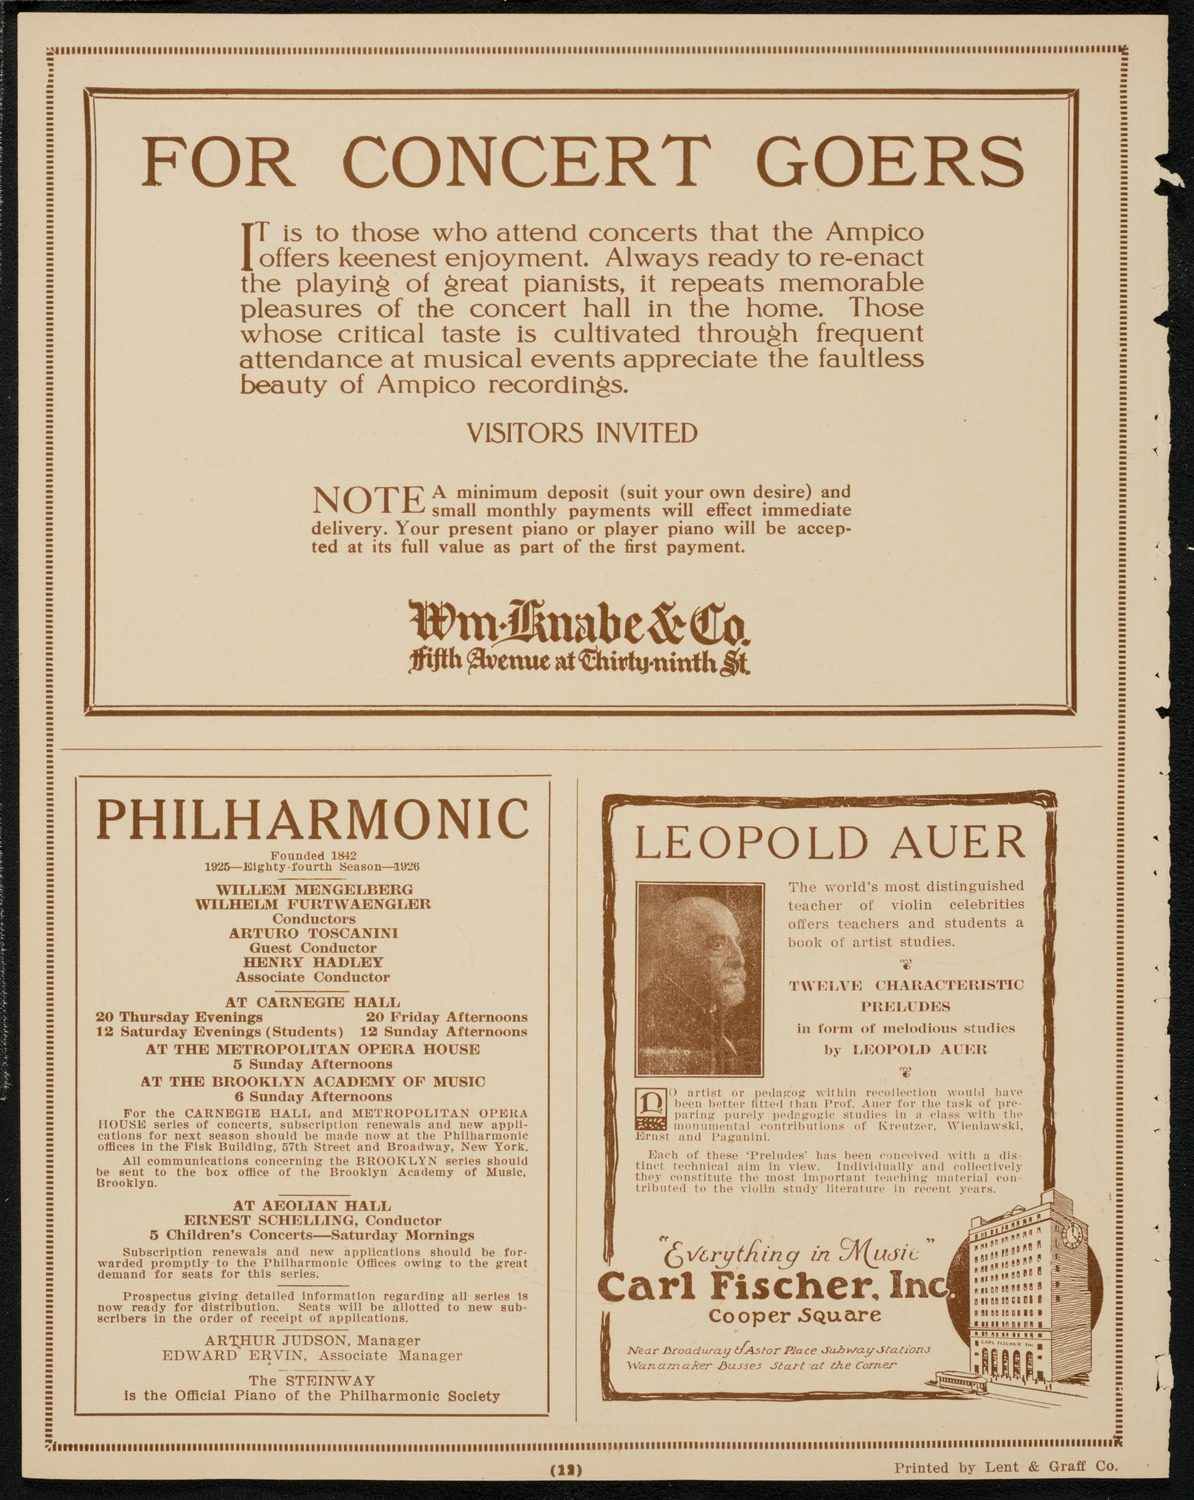 FOR CONCERT GOERS
IT is to those who attend concerts that the Ampico
offers keenest enjoyment. Always ready to re-enact
the playing of great pianists, it repeats memorable
pleasures of the concert hall in the home. Those
whose critical taste is cultivated through frequent
attendance at musical events appreciate the faultless
beauty of Ampico recordings.
VISITORS INVITED
NOTE A minimum deposit (suit your own desire) and
small monthly payments will effect immediate
delivery. Your present piano or player piano will be accep-
ted at its full value as part of the first payment.
Wm. Knabe & Co.
Fifth Avenue at Thirty-ninth St.
PHILHARMONIC
Founded 1842
1925—Eighty-fourth Season—1926
WILLEM MENGELBERG
WILHELM FURTWAENGLER
Conductors
ARTURO TOSCANINI
Guest Conductor
HENRY HADLEY
Associate Conductor
AT CARNEGIE HALL
20 Thursday Evenings 20 Friday Afternoons
12 Saturday Evenings (Students) 12 Sunday Afternoons
AT THE METROPOLITAN OPERA HOUSE
5 Sunday Afternoons
AT THE BROOKLYN ACADEMY OF MUSIC
6 Sunday Afternoons
For the CARNEGIE HALL and METROPOLITAN OPERA
HOUSE series of concerts, subscription renewals and new appli-
cations for next season should be made now at the Philharmonic
offices in the Fisk Building, 57th Street and Broadway, New York.
All communications concerning the BROOKLYN series should
be sent to the box office of the Brooklyn Academy of Music,
Brooklyn.
AT AEOLIAN HALL
ERNEST SCHELLING, Conductor
5 Children's Concerts—Saturday Mornings
Subscription renewals and new applications should be for-
warded promptly to the Philharmonic Offices owing to the great
demand for seats for this series.
Prospectus giving detailed information regarding all series is
now ready for distribution. Seats will be allotted to new sub-
scribers in the order of receipt of applications.
ARTHUR JUDSON, Manager
EDWARD ERVIN, Associate Manager
The STEINWAY
is the Official Piano of the Philharmonic Society
LEOPOLD AUER
The world's most distinguished
teacher of violin celebrities
offers teachers and students a
book of artist studies.
TWELVE CHARACTERISTIC
PRELUDES
in form of melodious studies
by LEOPOLD AUER
NO artist or pedagog within recollection would have
been better fitted than Prof. Auer for the task of pre-
paring purely pedagogic studies in a class with the
monumental contributions of Kreutzer, Wieniawski,
Ernst and Paganini.
Each of these 'Preludes' has been conceived with a dis-
tinct technical aim in view. Individually and collectively
they constitute the most important teaching material con-
tributed to the violin study literature in recent years.
"Everything in Music"
Carl Fischer, Inc.
Cooper Square
Near Broadway & Astor Place Subway Stations
Wanamaker Busses Start at the Corner
CARL FISCHER INC
(12)
Printed by Lent & Graff Co.